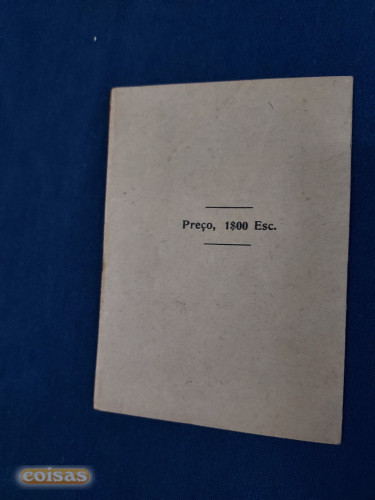 Preço, 1$00 Esc.
coisas